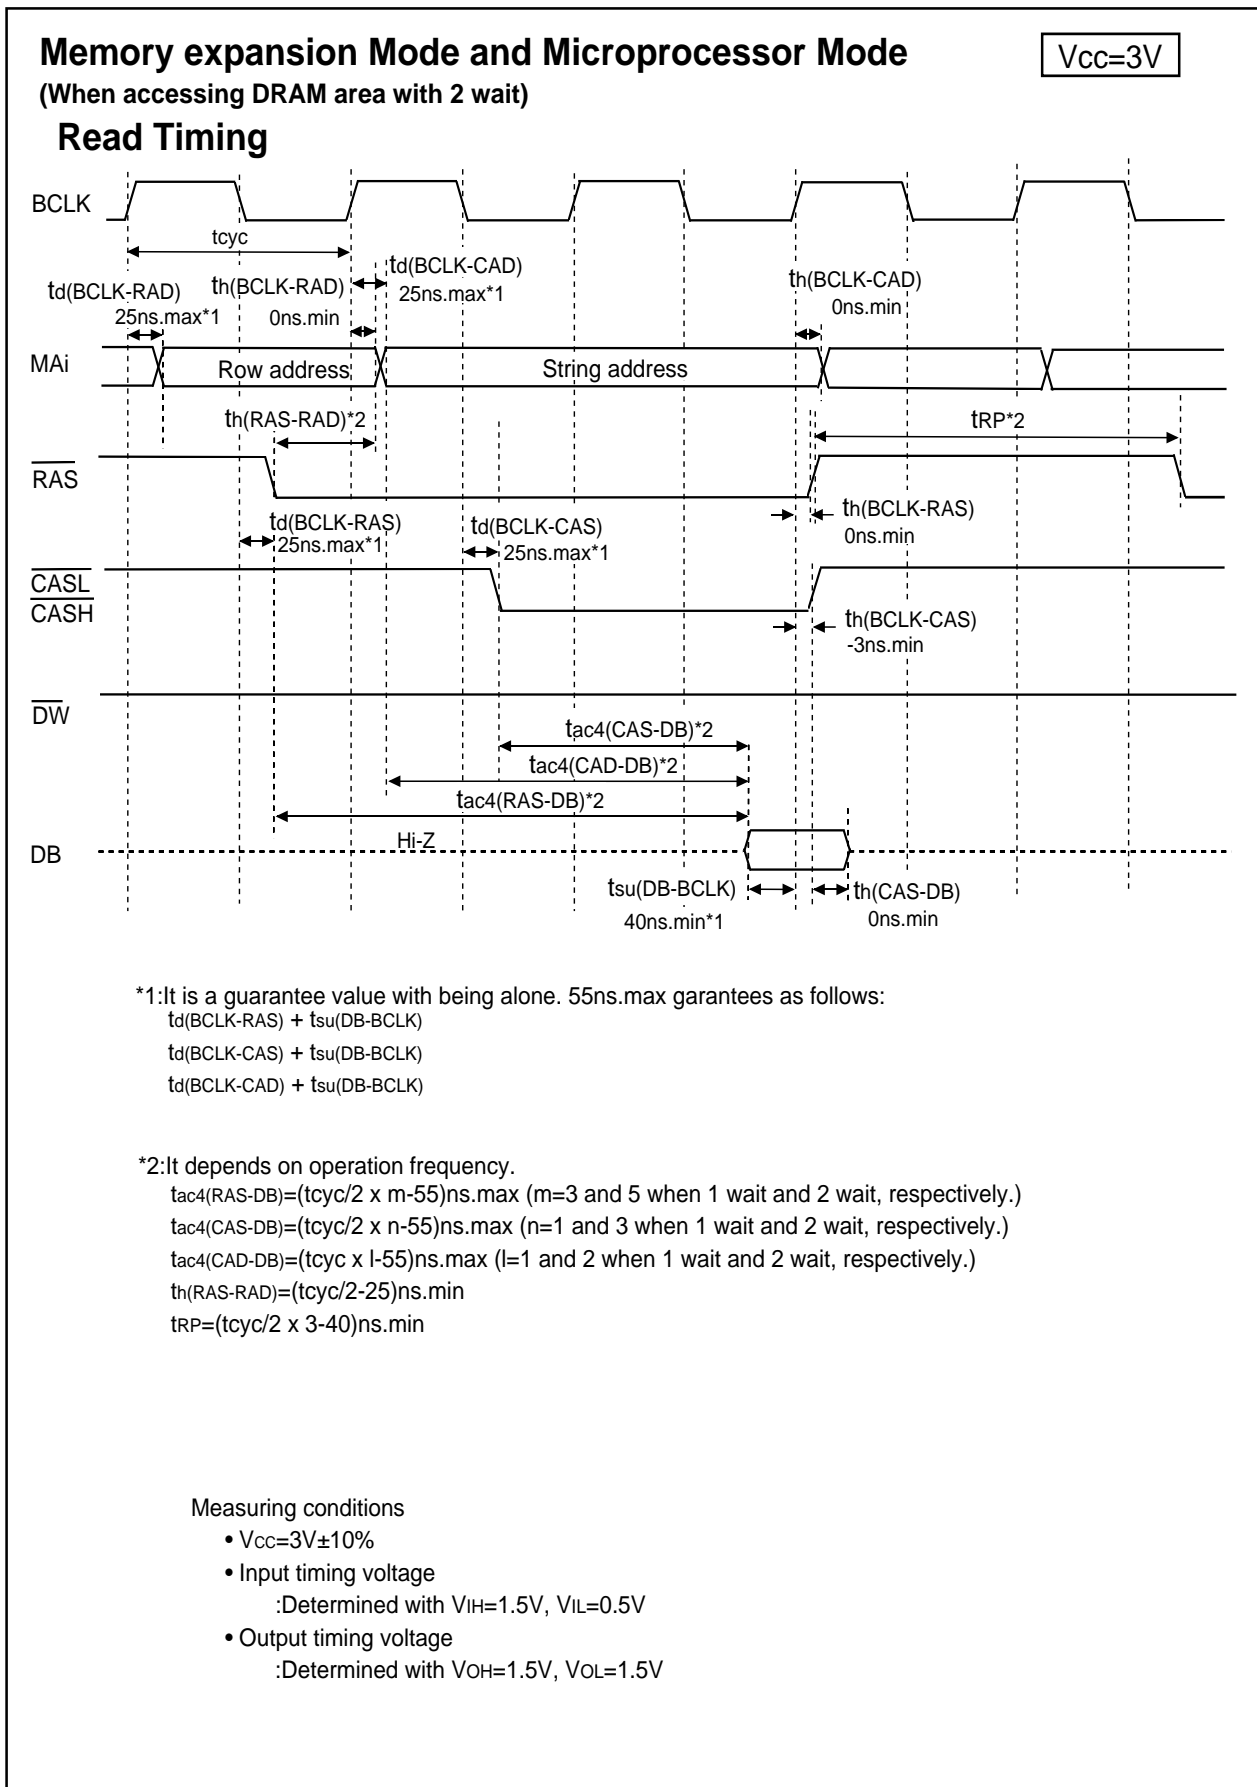 Memory expansion Mode and Microprocessor Mode
Vcc=3V
(When accessing DRAM area with 2 wait)
Read Timing
BCLK
tcyc
td(BCLK-RAD)
25ns.max*1
th(BCLK-RAD)
0ns.min
td(BCLK-CAD)
25ns.max*1
th(BCLK-CAD)
0ns.min
MAi
Row address
String address
th(RAS-RAD)*2
tRP*2
RAS
td(BCLK-RAS)
25ns.max*1
td(BCLK-CAS)
25ns.max*1
th(BCLK-RAS)
0ns.min
CASL
CASH
th(BCLK-CAS)
-3ns.min
DW
tac4(CAS-DB)*2
tac4(CAD-DB)*2
tac4(RAS-DB)*2
Hi-Z
DB
tsu(DB-BCLK)
40ns.min*1
th(CAS-DB)
0ns.min
*1:It is a guarantee value with being alone. 55ns.max garantees as follows:
td(BCLK-RAS) + tsu(DB-BCLK)
td(BCLK-CAS) + tsu(DB-BCLK)
td(BCLK-CAD) + tsu(DB-BCLK)
*2:It depends on operation frequency.
tac4(RAS-DB)=(tcyc/2 x m-55)ns.max (m=3 and 5 when 1 wait and 2 wait, respectively.)
tac4(CAS-DB)=(tcyc/2 x n-55)ns.max (n=1 and 3 when 1 wait and 2 wait, respectively.)
tac4(CAD-DB)=(tcyc x l-55)ns.max (l=1 and 2 when 1 wait and 2 wait, respectively.)
th(RAS-RAD)=(tcyc/2-25)ns.min
tRP=(tcyc/2 x 3-40)ns.min
Measuring conditions
• VCC=3V±10%
• Input timing voltage
:Determined with VIH=1.5V, VIL=0.5V
• Output timing voltage
:Determined with VOH=1.5V, VOL=1.5V